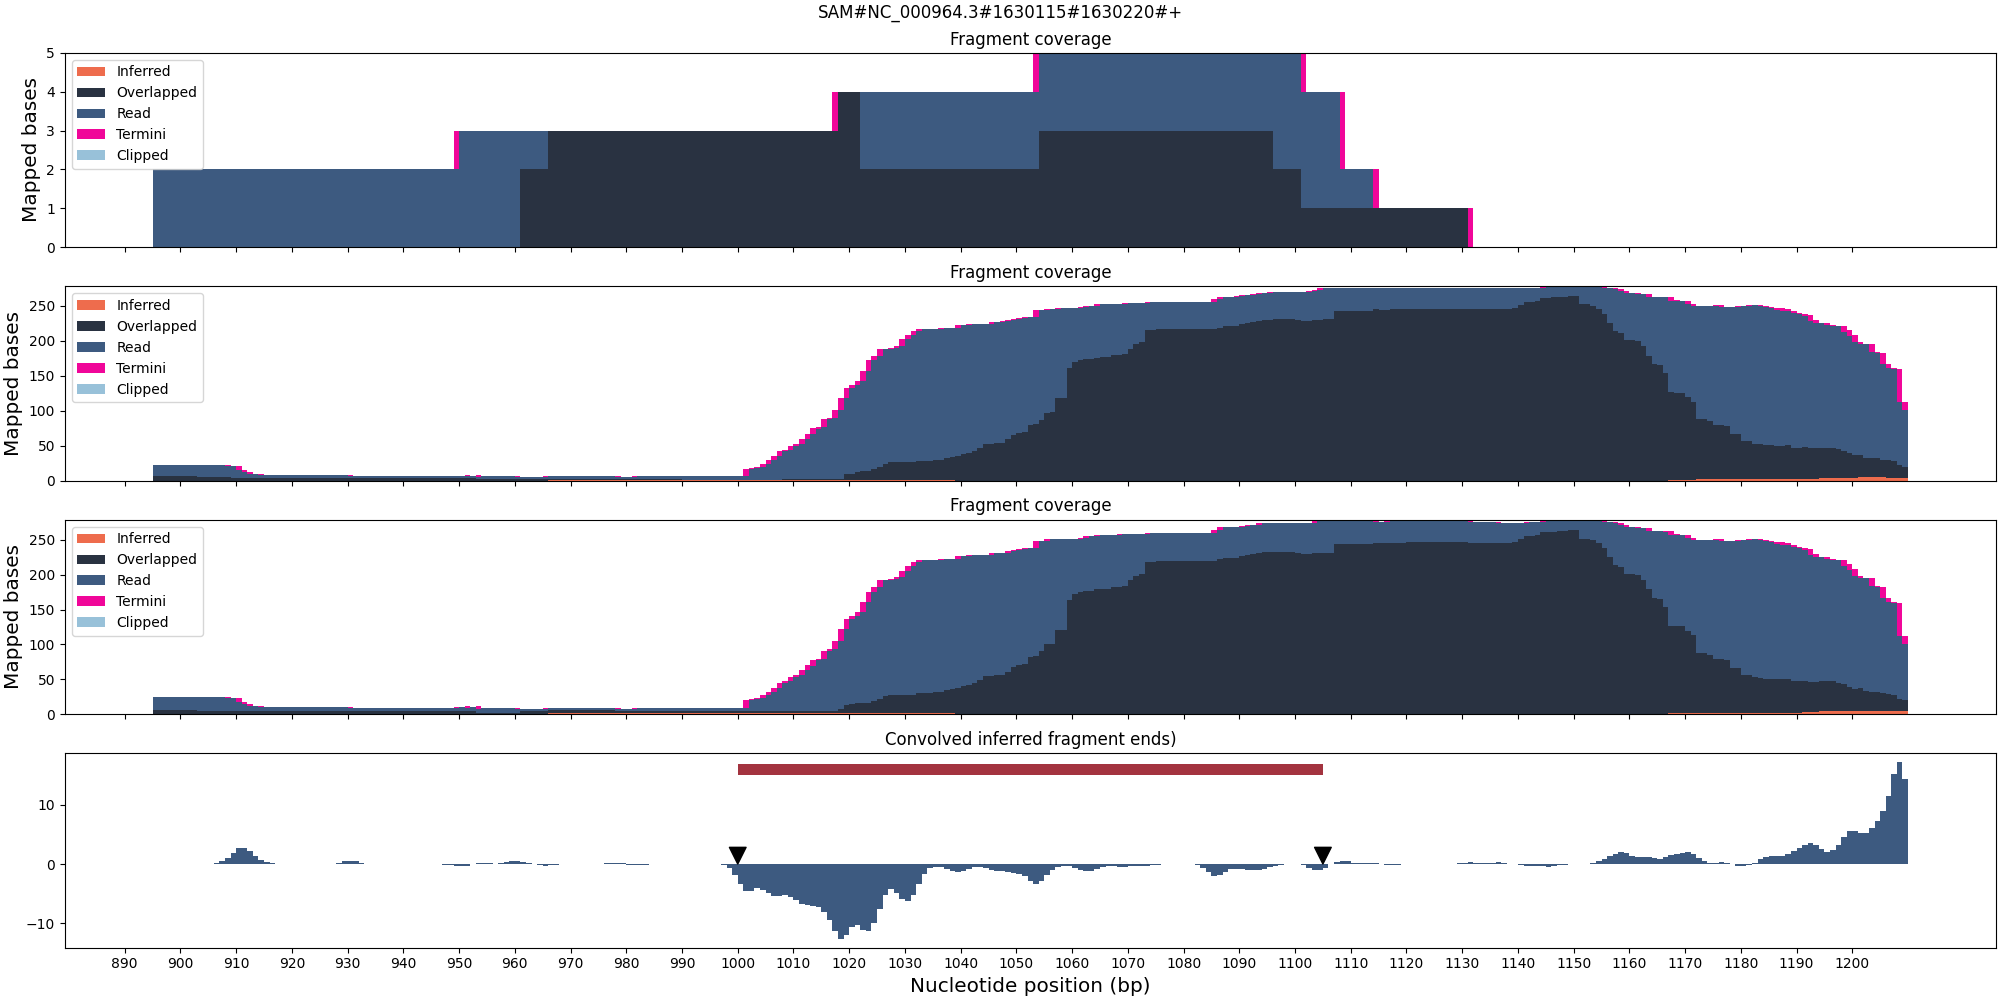 SAM#NC_000964.3#1630115#1630220#+
Fragment coverage
Mapped bases
5
4
3
2
1
0
Inferred
Overlapped
Read
Termini
Clipped
Fragment coverage
Mapped bases
250
200
150
100
50
0
Inferred
Overlapped
Read
Termini
Clipped
Fragment coverage
Mapped bases
250
200
150
100
50
0
Inferred
Overlapped
Read
Termini
Clipped
Convolved inferred fragment ends)
10
0
−10
890 900 910 920 930 940 950 960 970 980 990 1000 1010 1020 1030 1040 1050 1060 1070 1080 1090 1100 1110 1120 1130 1140 1150 1160 1170 1180 1190 1200
Nucleotide position (bp)